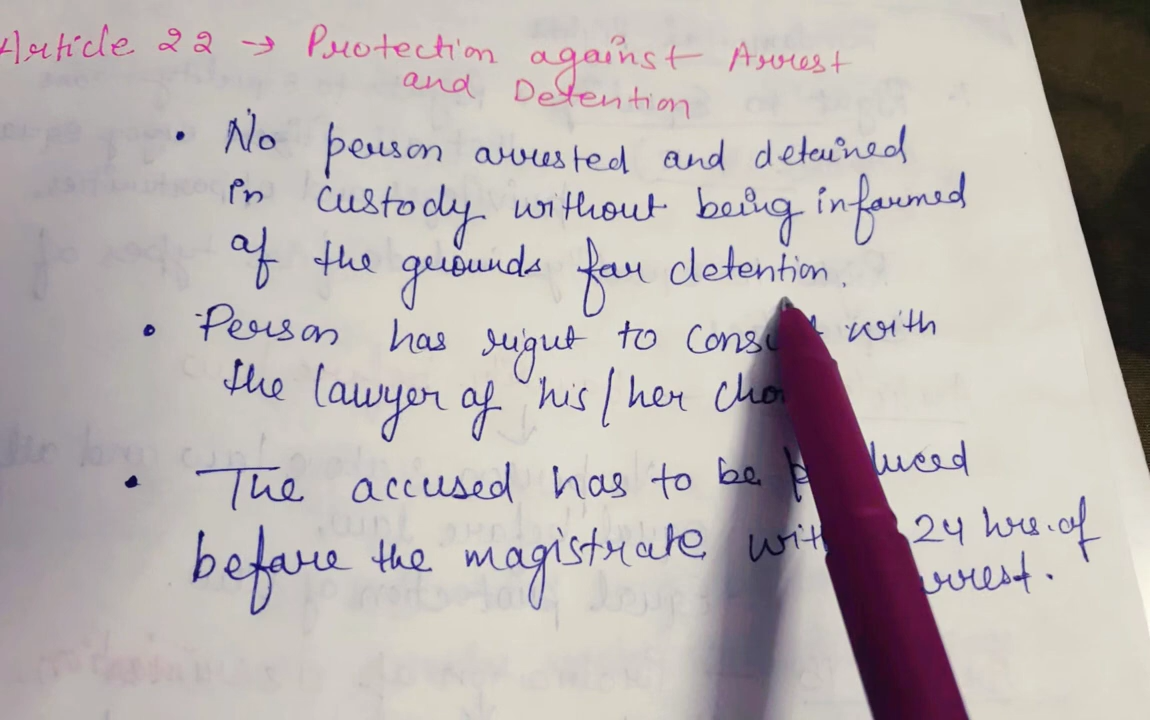 Article 22 → Protection against Arrest
and Detention
• No person arrested and detained
in custody without being informed
of the grounds for detention.
• Person has right to with
the lawyer of his/her
• The accused has to be
before the magistrate 24 hrs. of